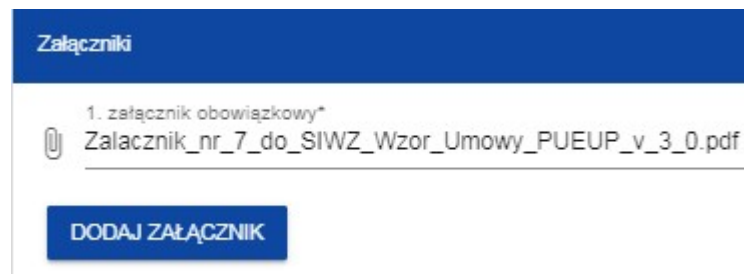 Załączniki
1. załącznik obowiązkowy*
Zalacznik_nr_7_do_SIWZ_Wzor_Umowy_PUEUP_v_3_0.pdf
DODAJ ZAŁĄCZNIK